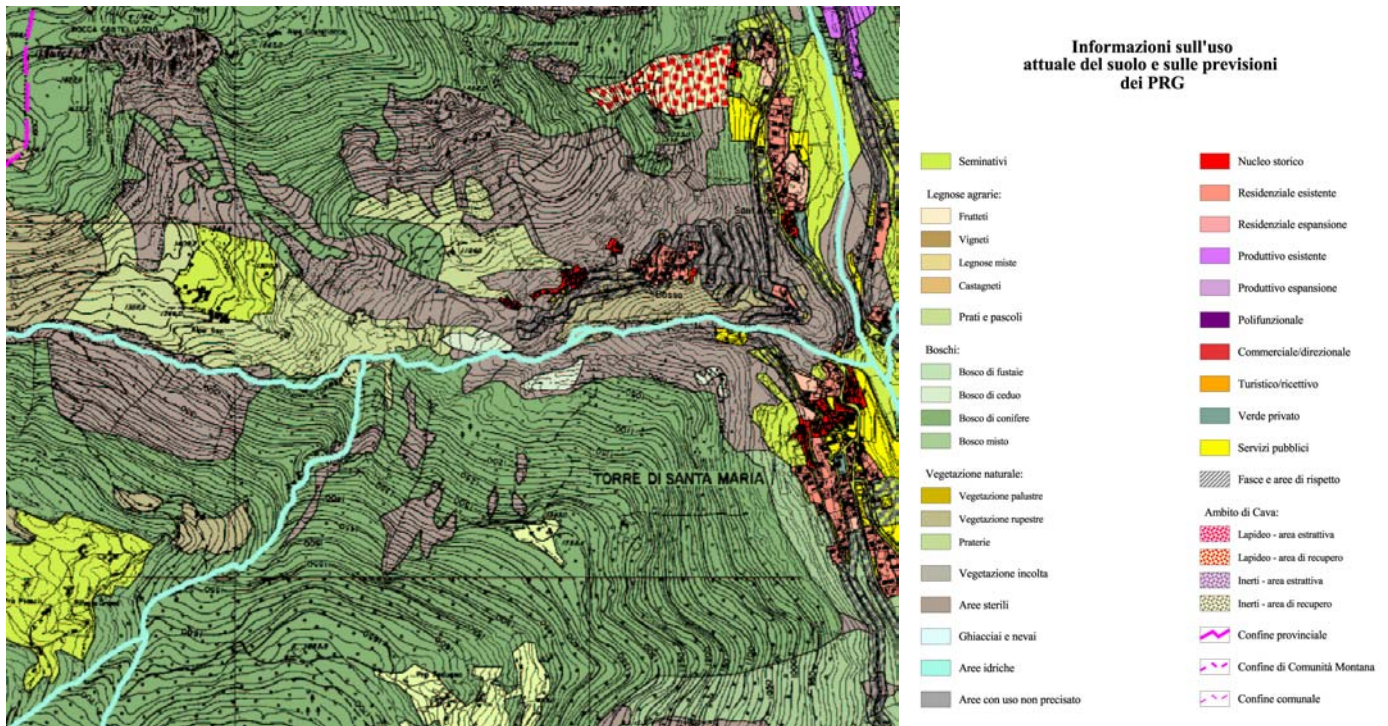 ROCCA CASTELLACCIO
TORRE DI SANTA MARIA
Informazioni sull'uso
attuale del suolo e sulle previsioni
dei PRG
Seminativi
Legnose agrarie:
Frutteti
Vigneti
Legnose miste
Castagneti
Prati e pascoli
Boschi:
Bosco di fustaie
Bosco di ceduo
Bosco di conifere
Bosco misto
Vegetazione naturale:
Vegetazione palustre
Vegetazione rupestre
Praterie
Vegetazione incolta
Aree sterili
Ghiacciai e nevai
Aree idriche
Aree con uso non precisato
Nucleo storico
Residenziale esistente
Residenziale espansione
Produttivo esistente
Produttivo espansione
Polifunzionale
Commerciale/direzionale
Turistico/ricettivo
Verde privato
Servizi pubblici
Fasce e aree di rispetto
Ambito di Cava:
Lapideo - area estrattiva
Lapideo - area di recupero
Inerti - area estrattiva
Inerti - area di recupero
Confine provinciale
Confine di Comunità Montana
Confine comunale